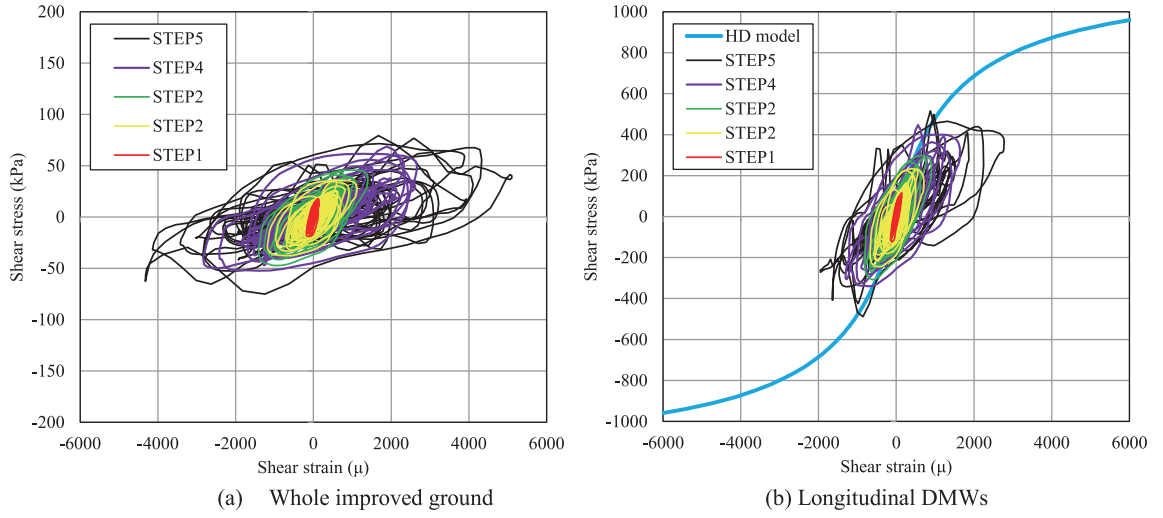 200
150
100
50
0
-50
-100
-150
-200
Shear stress (kPa)
STEP5
STEP4
STEP2
STEP2
STEP1
-6000 -4000 -2000 0 2000 4000 6000
Shear strain (μ)
(a) Whole improved ground
1000
800
600
400
200
0
-200
-400
-600
-800
-1000
Shear stress (kPa)
HD model
STEP5
STEP4
STEP2
STEP2
STEP1
-6000 -4000 -2000 0 2000 4000 6000
Shear strain (μ)
(b) Longitudinal DMWs